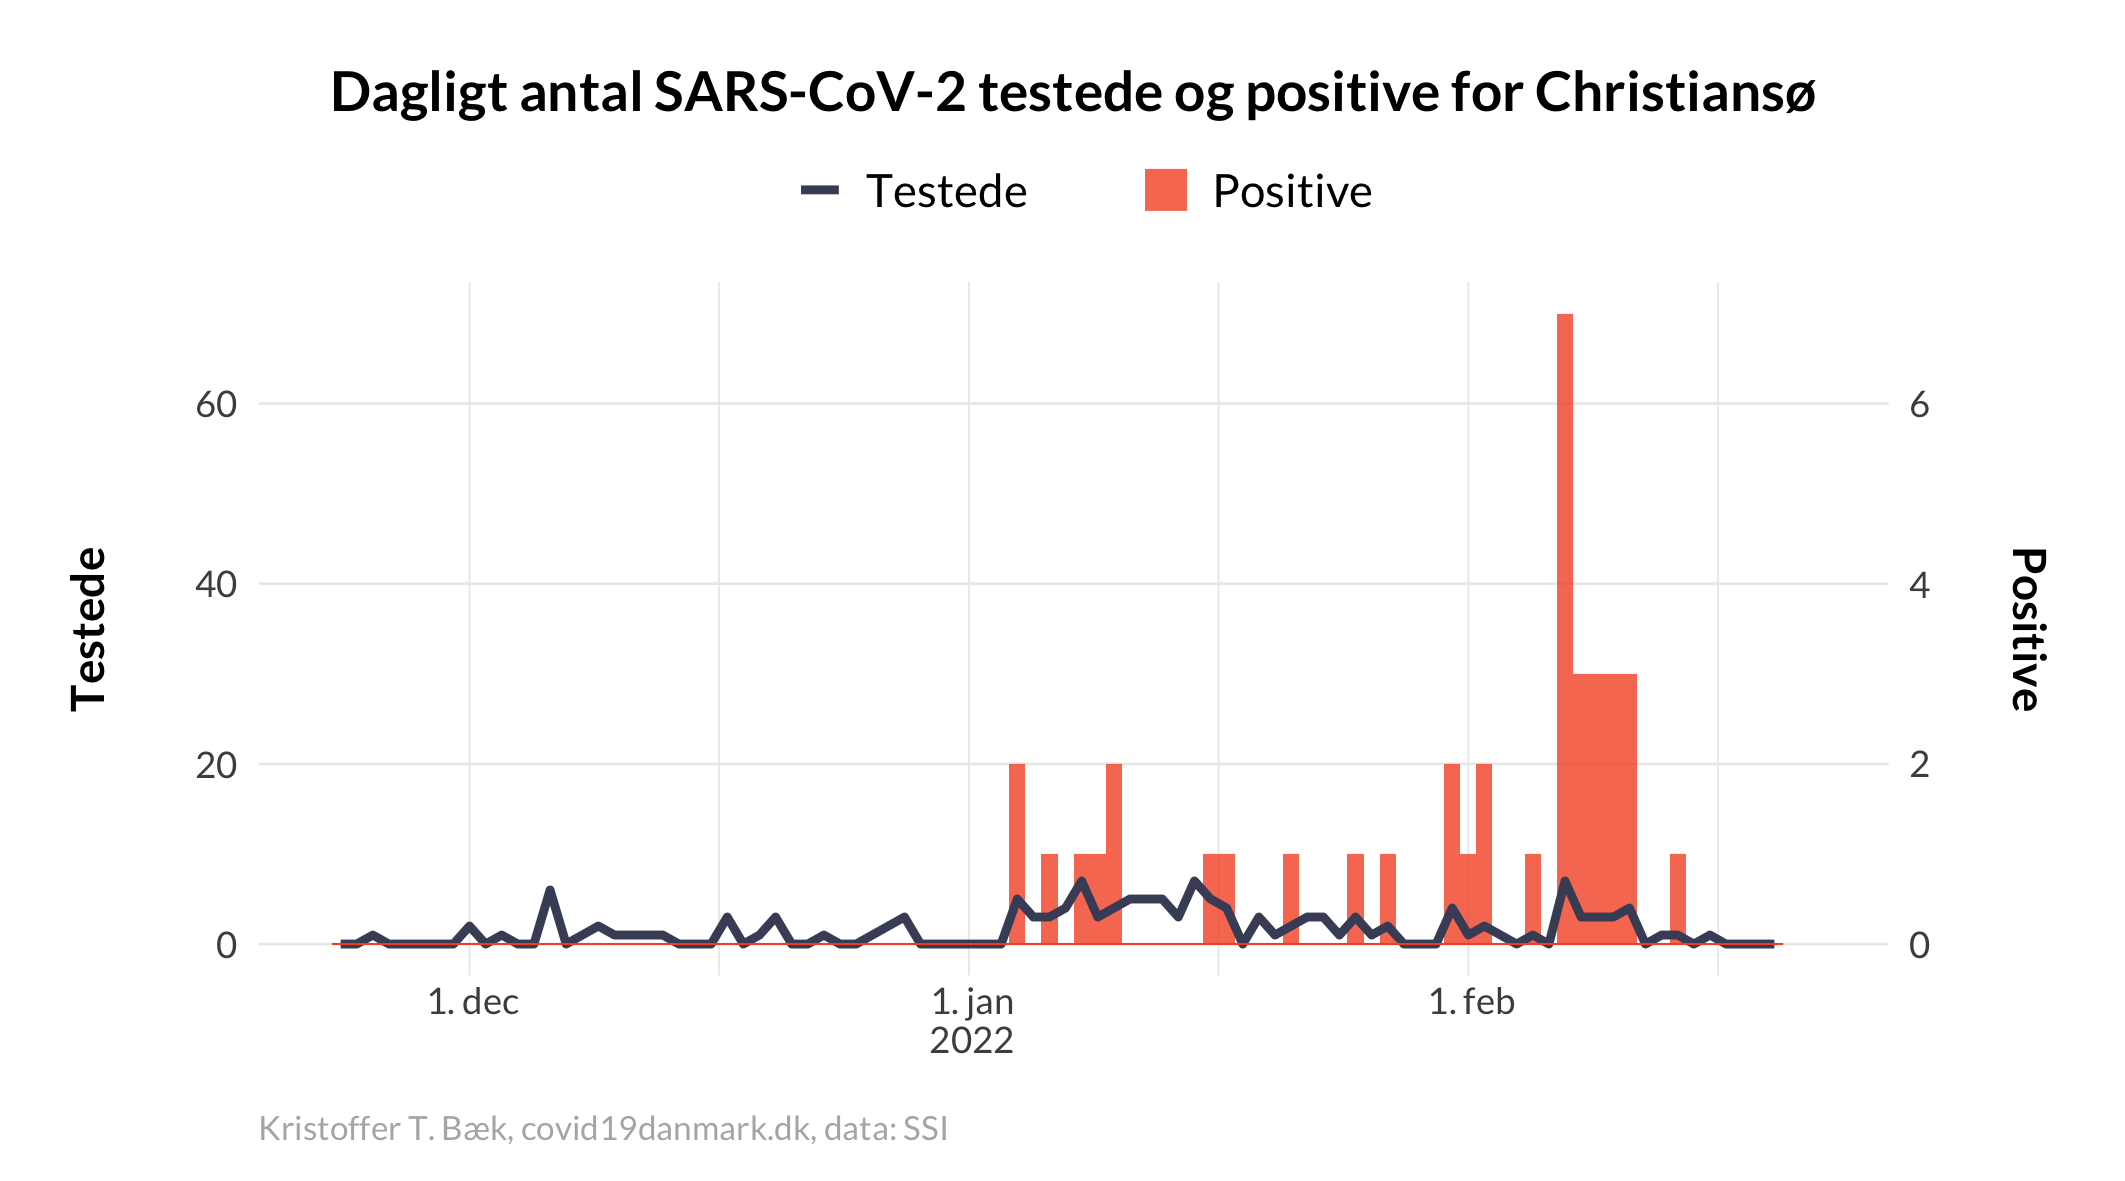 Dagligt antal SARS-CoV-2 testede og positive for Christiansø
Testede
Positive
60
40
20
0
6
4
2
0
Testede
Positive
1. dec
1. jan
2022
1. feb
Kristoffer T. Bæk, covid19danmark.dk, data: SSI